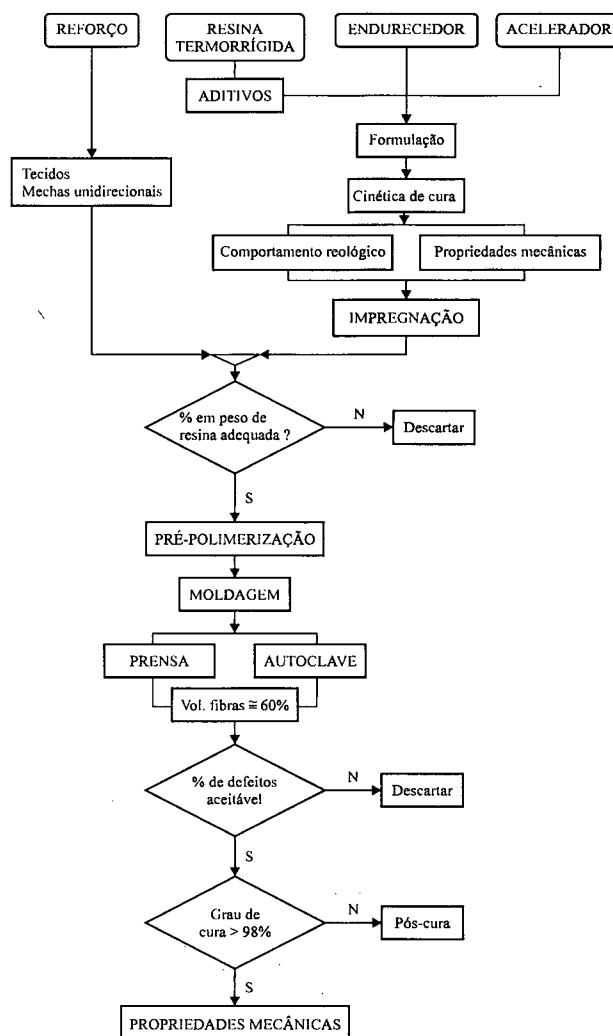 REFORÇO
RESINA
TERMORRÍGIDA
ENDURECEDOR
ACELERADOR
ADITIVOS
Formulação
Tecidos
Mechas unidirecionais
Cinética de cura
Comportamento reológico
Propriedades mecânicas
IMPREGNAÇÃO
% em peso de
resina adequada ?
N
Descartar
S
PRÉ-POLIMERIZAÇÃO
MOLDAGEM
PRENSA
AUTOCLAVE
Vol. fibras ≅ 60%
% de defeitos
aceitável
N
Descartar
S
Grau de
cura > 98%
N
Pós-cura
S
PROPRIEDADES MECÂNICAS